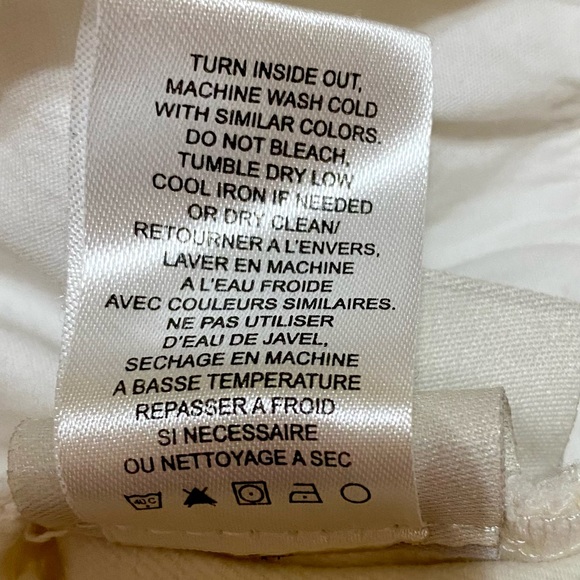 TURN INSIDE OUT,
MACHINE WASH COLD
WITH SIMILAR COLORS.
DO NOT BLEACH,
TUMBLE DRY LOW
COOL IRON IF NEEDED
OR DRY CLEAN/
RETOURNER A L'ENVERS,
LAVER EN MACHINE
A L'EAU FROIDE
AVEC COULEURS SIMILAIRES.
NE PAS UTILISER
D'EAU DE JAVEL,
SECHAGE EN MACHINE
A BASSE TEMPERATURE
REPASSER A FROID
SI NECESSAIRE
OU NETTOYAGE A SEC